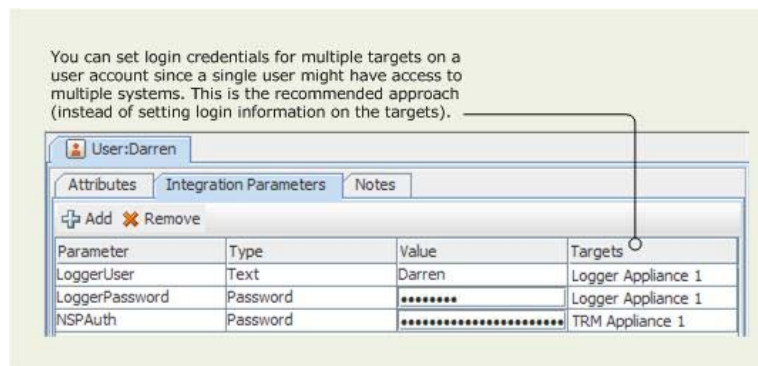 You can set login credentials for multiple targets on a
user account since a single user might have access to
multiple systems. This is the recommended approach
(instead of setting login information on the targets).
User:Darren
Attributes Integration Parameters Notes
Add Remove
Parameter Type Value Targets
LoggerUser Text Darren Logger Appliance 1
LoggerPassword Password •••••••• Logger Appliance 1
NSPAuth Password •••••••••••••••••••••••• TRM Appliance 1